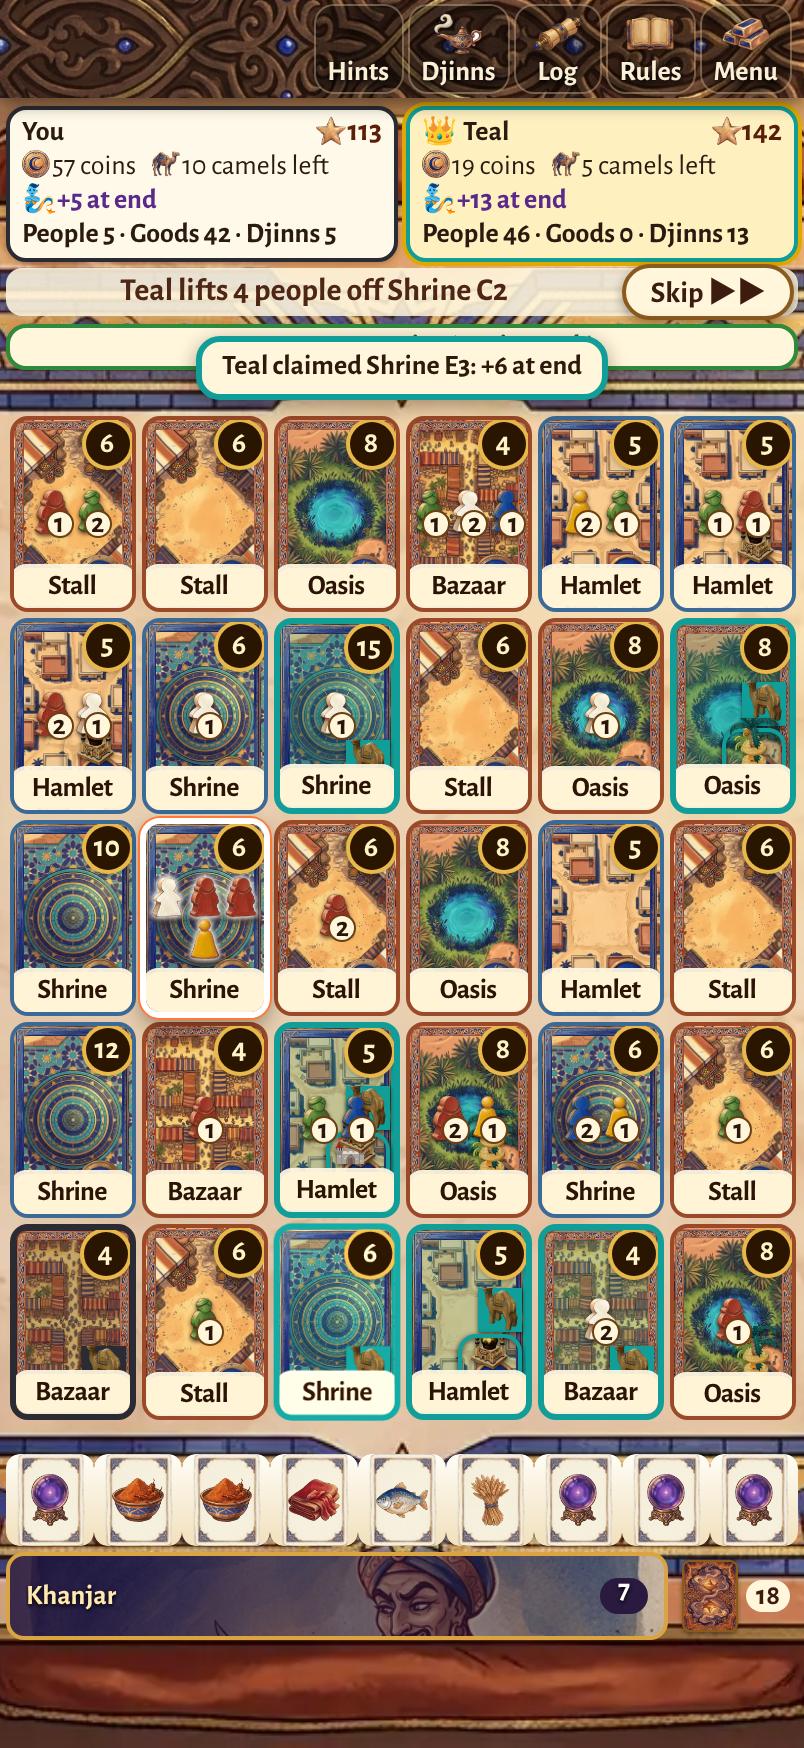 Hints
Djinns
Log
Rules
Menu
You
113
57 coins
10 camels left
+5 at end
People 5 · Goods 42 · Djinns 5
Teal
142
19 coins
5 camels left
+13 at end
People 46 · Goods 0 · Djinns 13
Teal lifts 4 people off Shrine C2
Skip
Teal claimed Shrine E3: +6 at end
6
6
8
4
5
5
1
2
1
2
1
2
1
1
1
Stall
Stall
Oasis
Bazaar
Hamlet
Hamlet
5
6
15
6
8
8
2
1
1
1
1
Hamlet
Shrine
Shrine
Stall
Oasis
Oasis
10
6
6
8
5
6
2
Shrine
Shrine
Stall
Oasis
Hamlet
Stall
12
4
5
8
6
6
1
1
1
2
1
2
1
1
Shrine
Bazaar
Hamlet
Oasis
Shrine
Stall
4
6
6
5
4
8
1
2
1
Bazaar
Stall
Shrine
Hamlet
Bazaar
Oasis
Khanjar
7
18